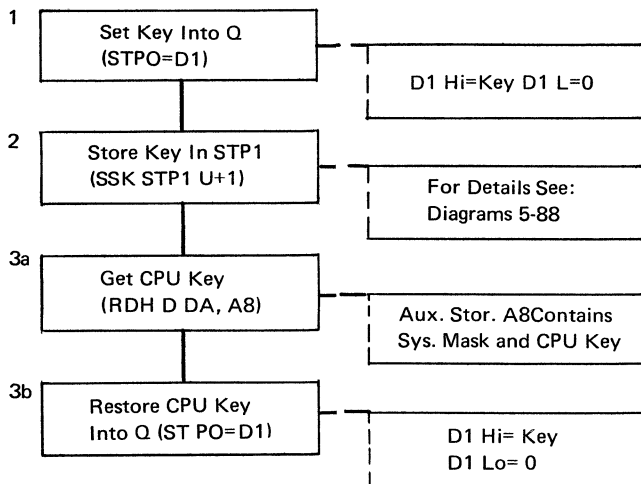 1
Set Key Into Q
(STPO=D1)
D1 Hi=Key D1 L=0
2
Store Key In STP1
(SSK STP1 U+1)
For Details See:
Diagrams 5-88
3a
Get CPU Key
(RDH D DA, A8)
Aux. Stor. A8Contains
Sys. Mask and CPU Key
3b
Restore CPU Key
Into Q (ST PO=D1)
D1 Hi= Key
D1 Lo= 0